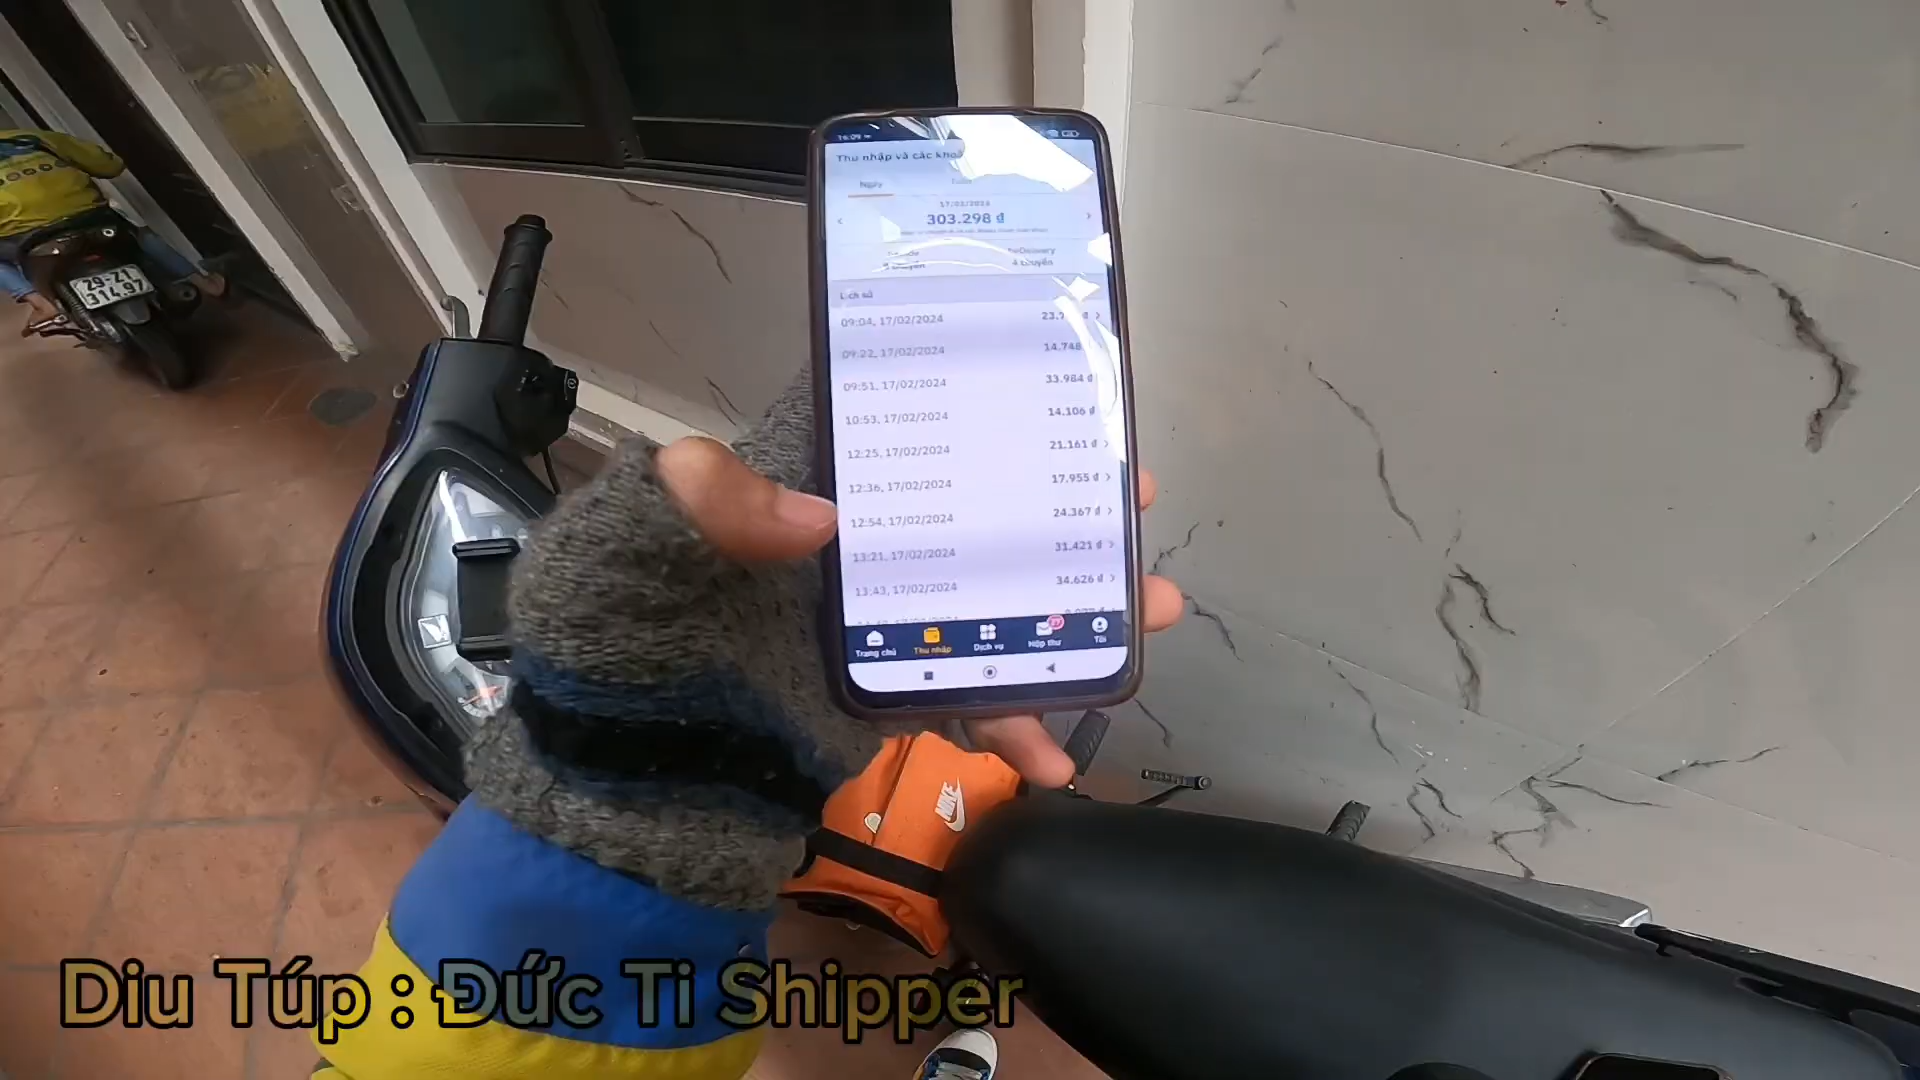 29-Z1
314.97
16:09
Thu nhập và các
Ngày
17/02/2024
303.298 ₫
4 chuyến
Lịch sử
09:04, 17/02/2024
09:22, 17/02/2024 14.748
09:51, 17/02/2024 33.984 ₫
10:53, 17/02/2024 14.106 ₫
12:25, 17/02/2024 21.161 ₫
12:36, 17/02/2024 17.955 ₫
12:54, 17/02/2024 24.367 ₫
13:21, 17/02/2024 31.421 ₫
13:43, 17/02/2024 34.626 ₫
Trang chủ Thu nhập Dịch vụ Hộp thư Tôi
NIKE
Diu Túp : Đức Ti Shipper